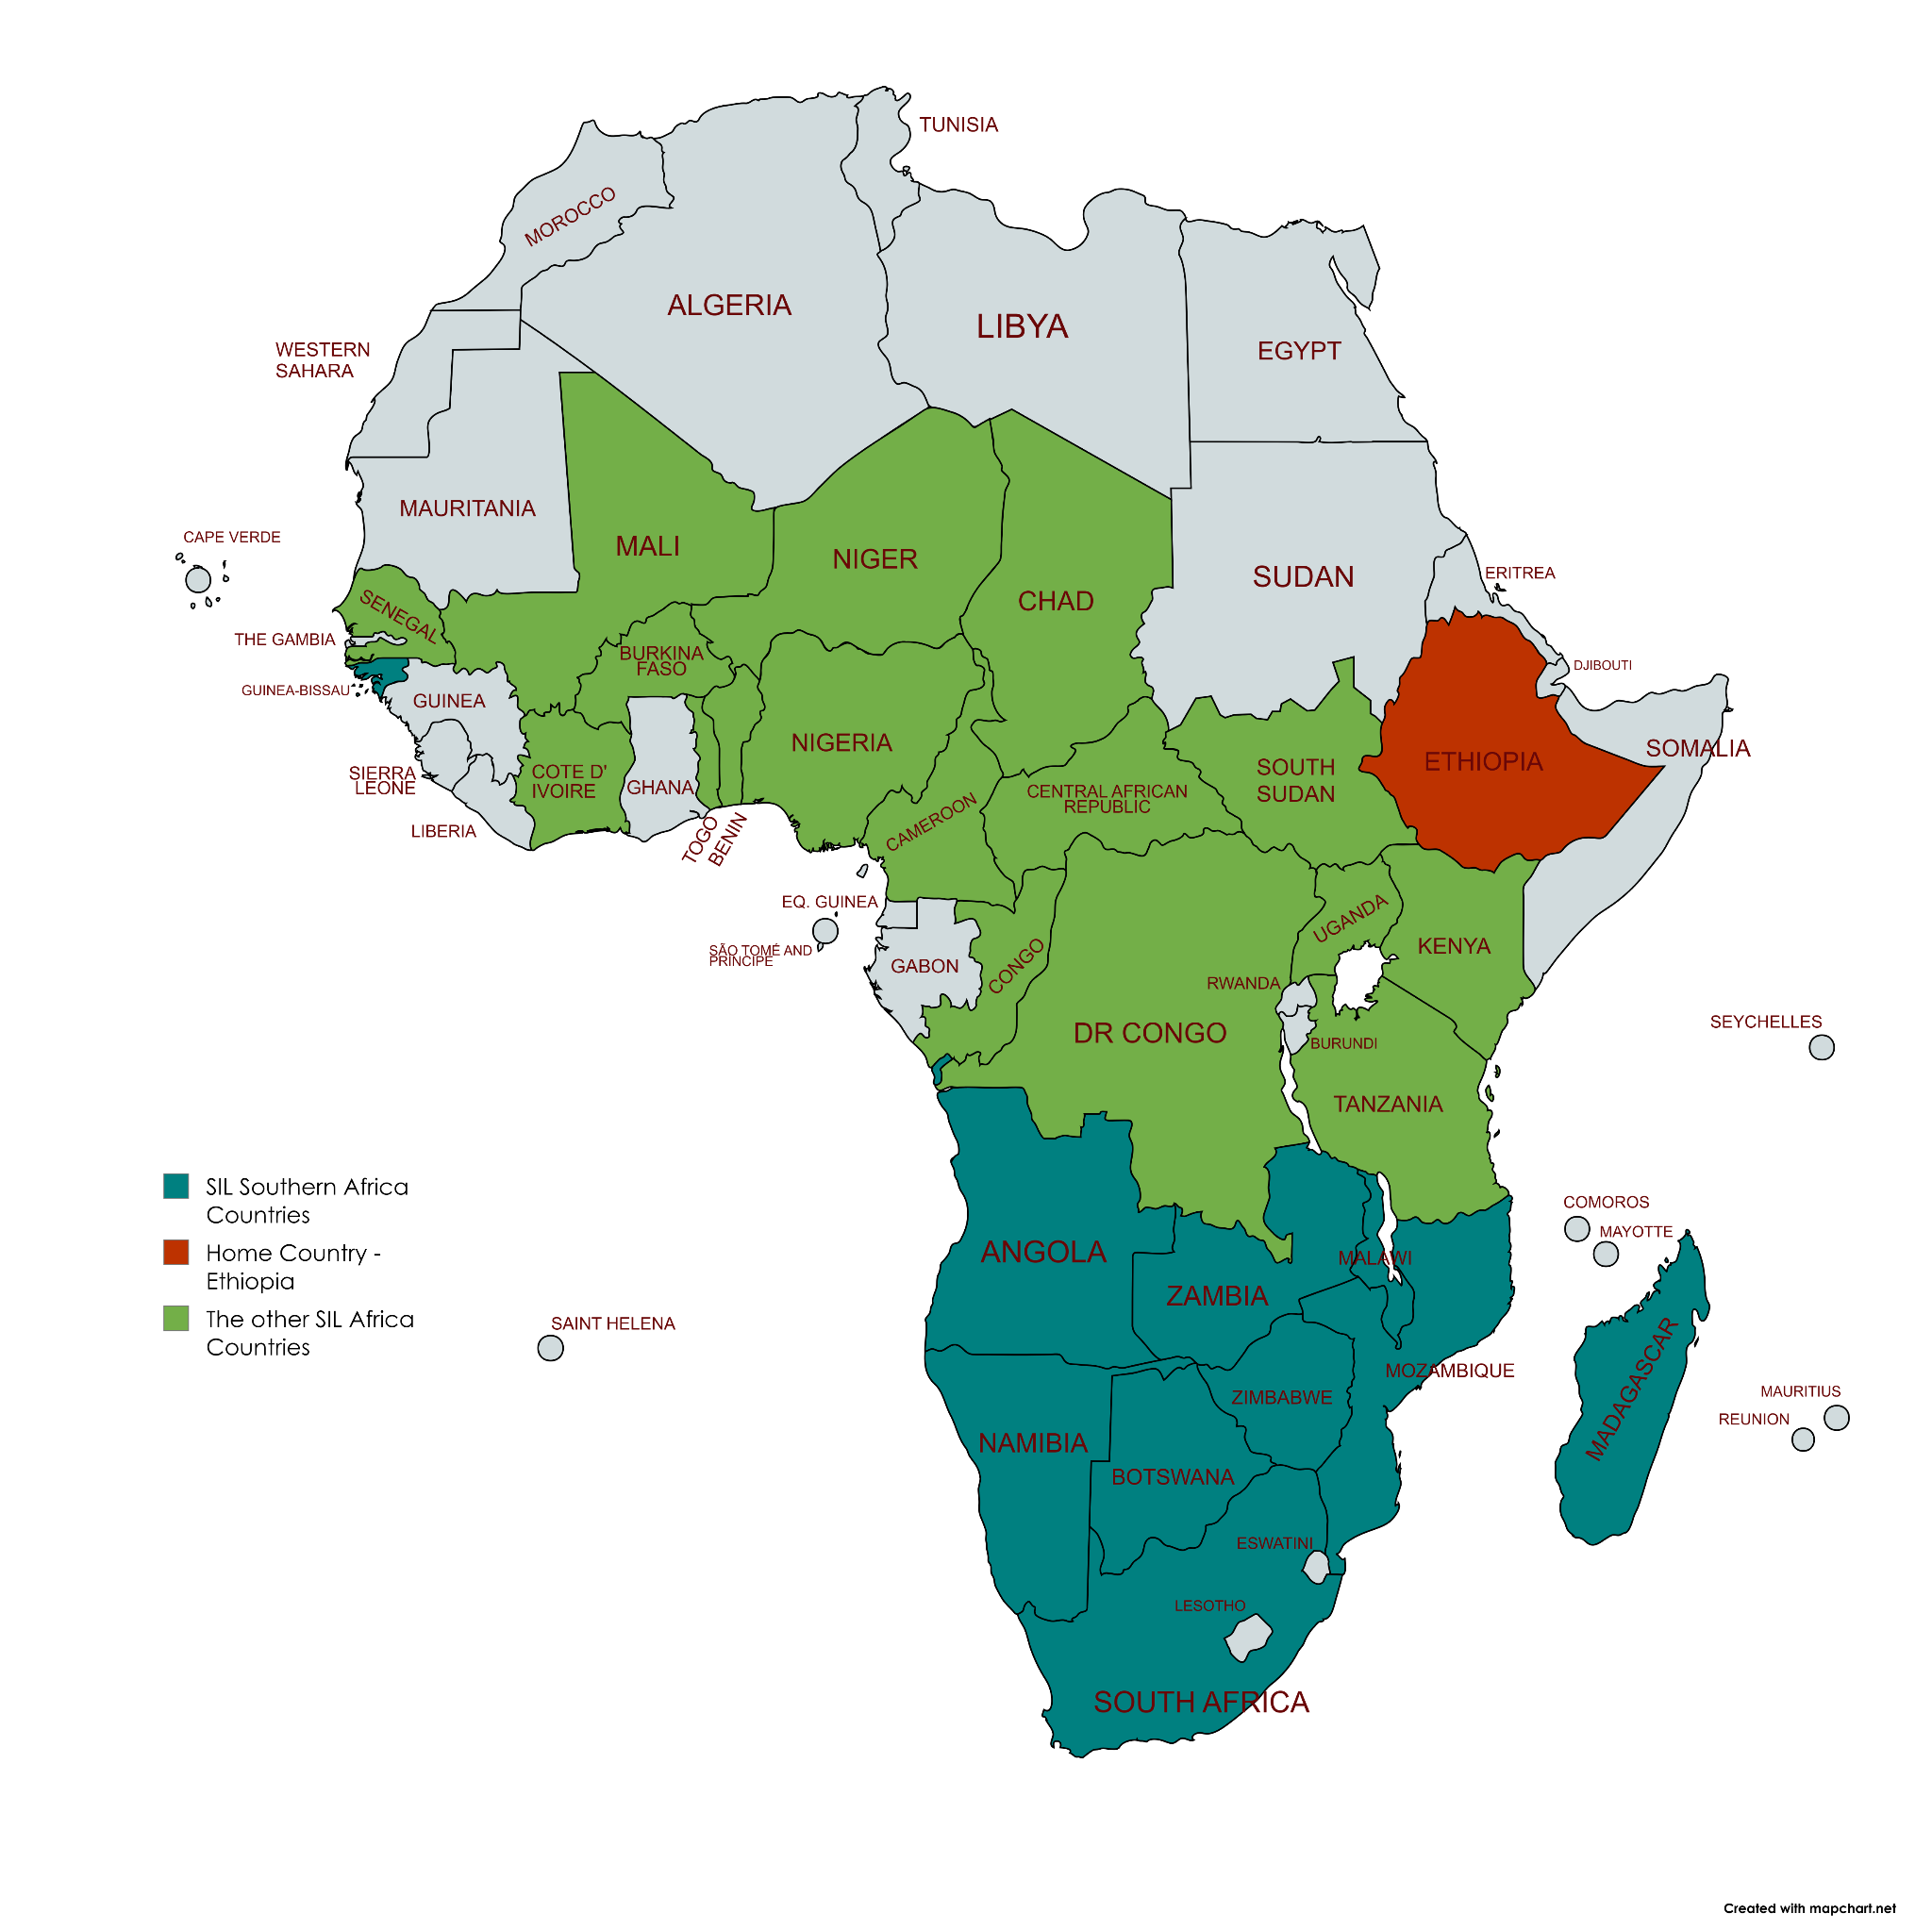 TUNISIA
MOROCCO
ALGERIA
LIBYA
EGYPT
WESTERN
SAHARA
MAURITANIA
CAPE VERDE
MALI
NIGER
CHAD
SUDAN
ERITREA
SENEGAL
THE GAMBIA
BURKINA
FASO
DJIBOUTI
GUINEA-BISSAU
GUINEA
NIGERIA
SOMALIA
ETHIOPIA
SIERRA
LEONE
COTE D'
IVOIRE
GHANA
SOUTH
SUDAN
CENTRAL AFRICAN
REPUBLIC
CAMEROON
LIBERIA
TOGO
BENIN
EQ. GUINEA
UGANDA
KENYA
SÃO TOMÉ AND
PRÍNCIPE
GABON
CONGO
RWANDA
DR CONGO
BURUNDI
SEYCHELLES
TANZANIA
SIL Southern Africa
Countries
Home Country -
Ethiopia
The other SIL Africa
Countries
COMOROS
MAYOTTE
ANGOLA
MALAWI
ZAMBIA
SAINT HELENA
MOZAMBIQUE
ZIMBABWE
MADAGASCAR
MAURITIUS
REUNION
NAMIBIA
BOTSWANA
ESWATINI
LESOTHO
SOUTH AFRICA
Created with mapchart.net